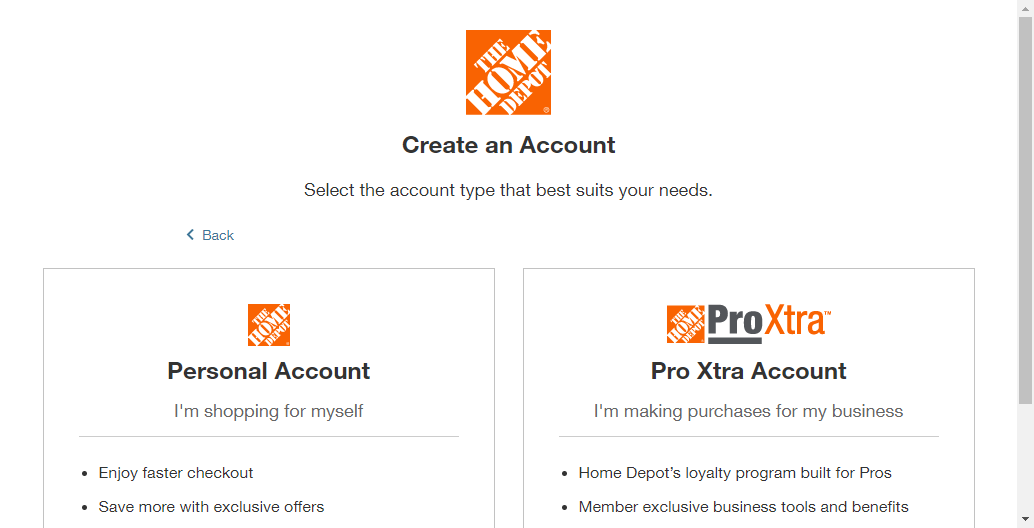 THE
HOME
DEPOT
®
Create an Account
Select the account type that best suits your needs.
Back
THE
HOME
DEPOT
Personal Account
I'm shopping for myself
Enjoy faster checkout
Save more with exclusive offers
THE
HOME
DEPOT
ProXtra™
Pro Xtra Account
I'm making purchases for my business
Home Depot’s loyalty program built for Pros
Member exclusive business tools and benefits